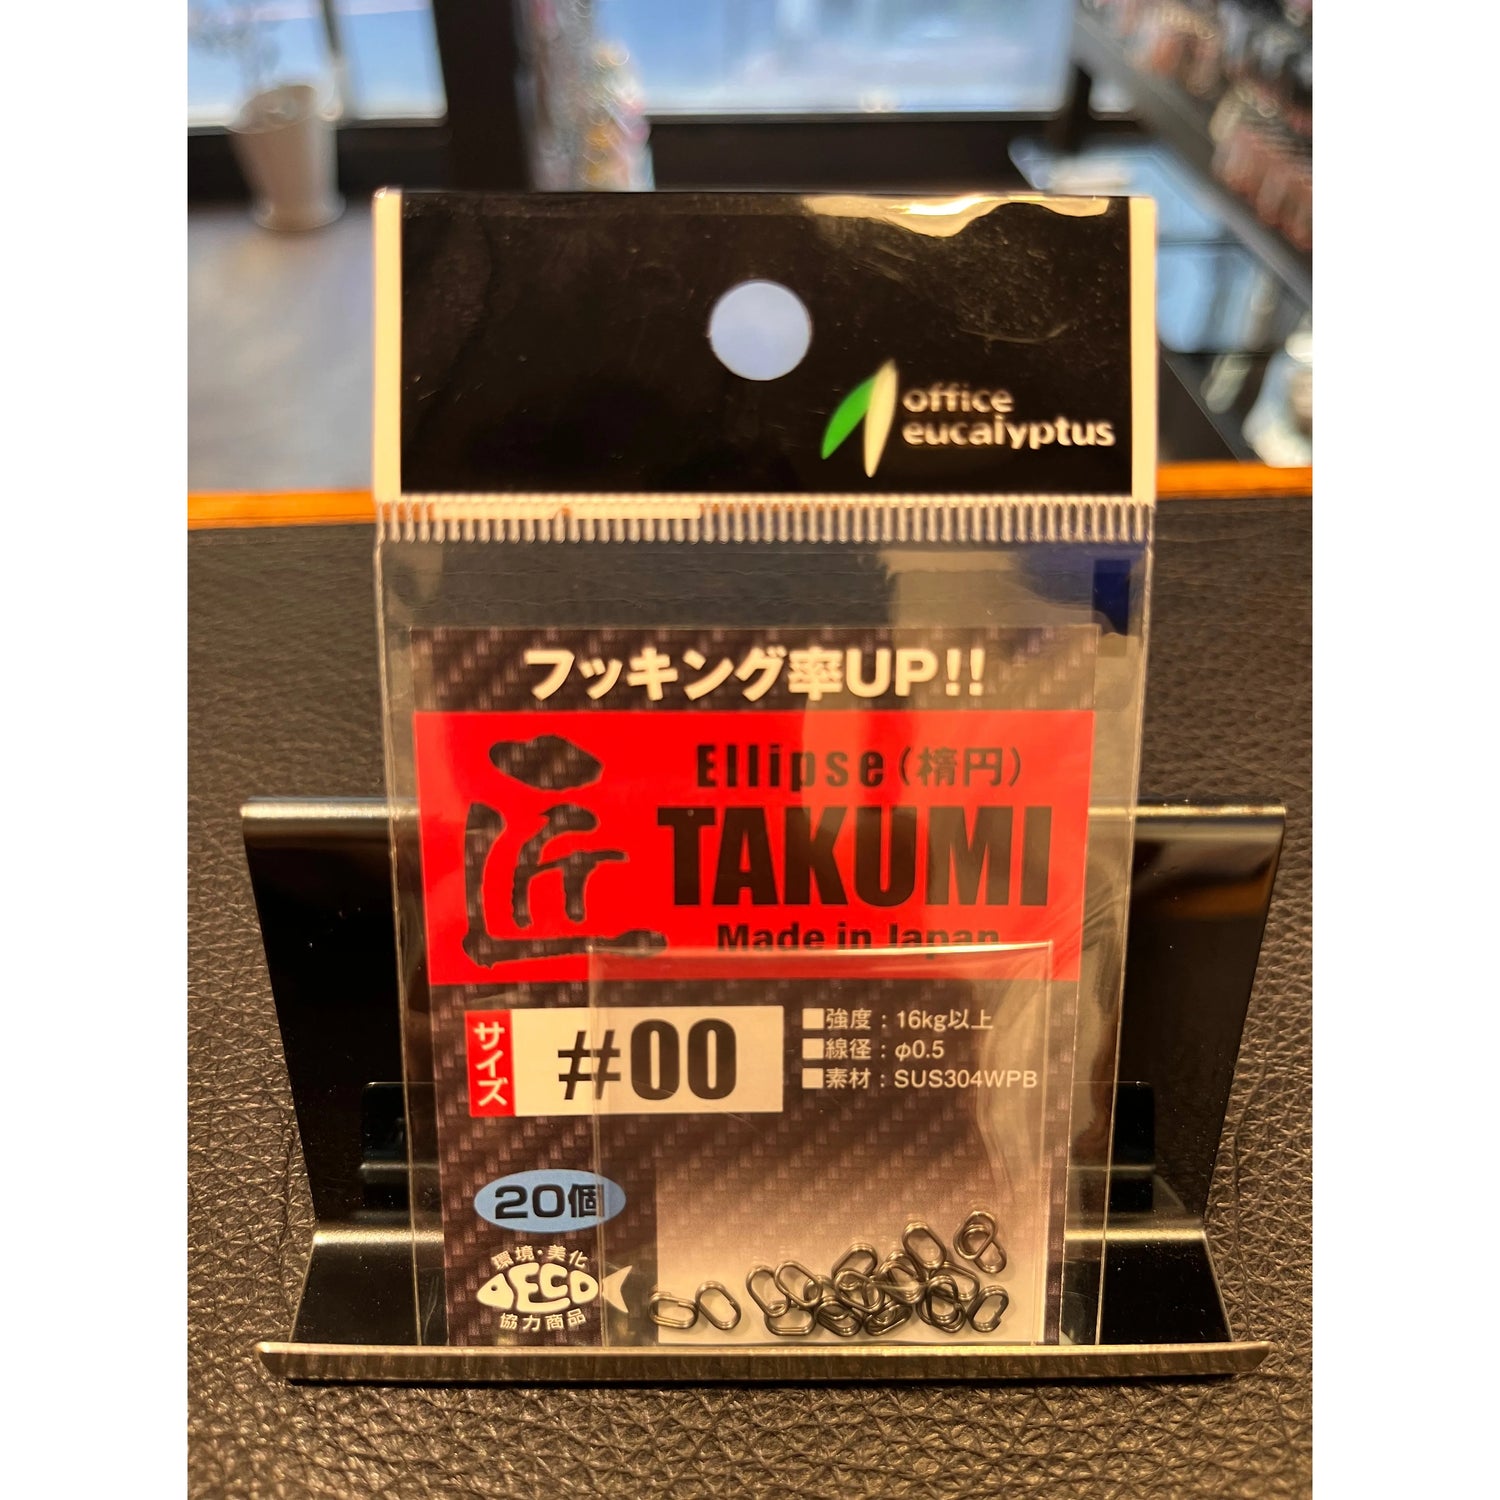 office
eucalyptus
フッキング率UP!!
匠
Ellipse(楕円)
TAKUMI
Made in Japan
サイズ
#00
■強度：16kg以上
■線径：φ0.5
■素材：SUS304WPB
20個
環境・美化
DECO
協力商品